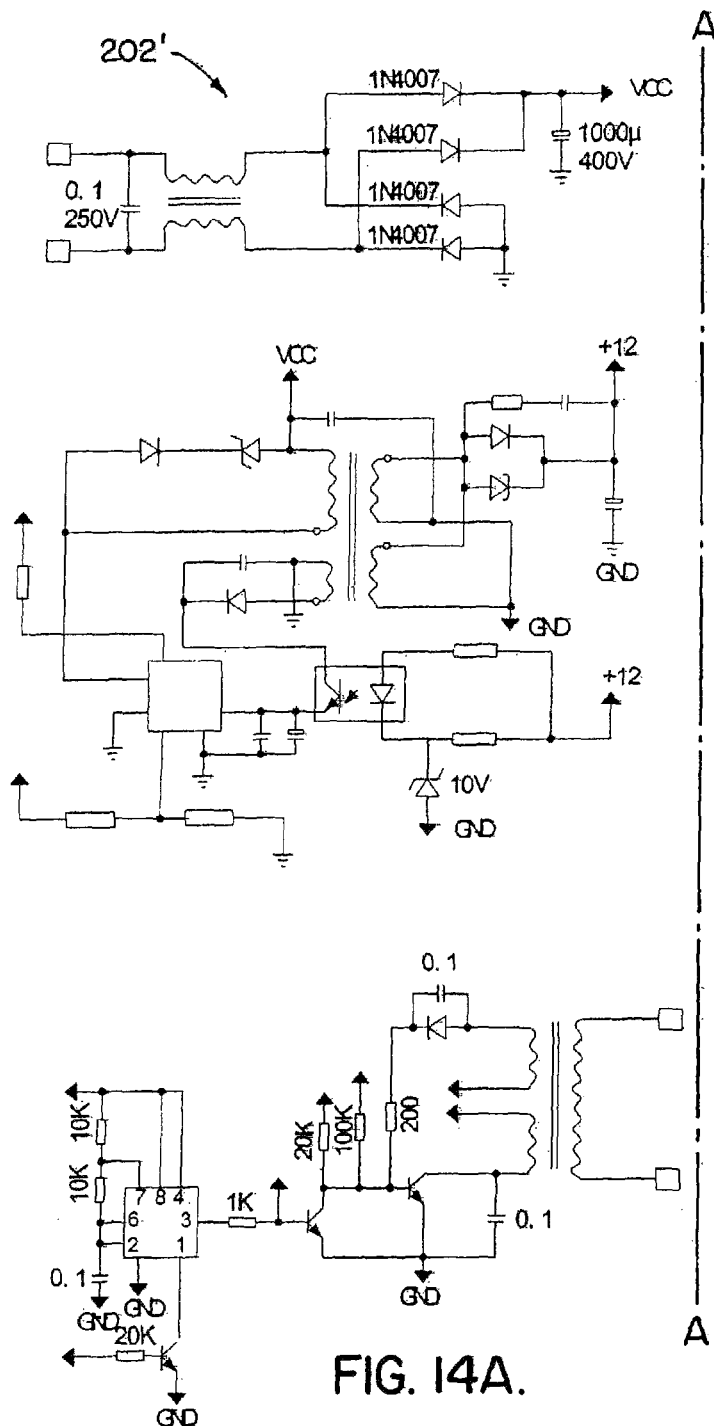 A
202'
1N4007
VCC
1N4007
1000µ
400V
0.1
250V
1N4007
1N4007
VCC
+12
GND
GND
+12
10V
GND
0.1
10K
20K
100K
200
10K
7 8 4
6 3
2 1
1K
0.1
0.1
GND
GND
GND
20K
GND
A
FIG. 14A.